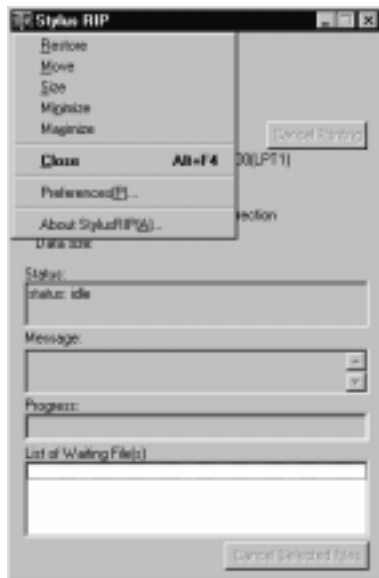 Stylus RIP
Restore
Move
Size
Minimize
Maximize
Cancel Printing
Close Alt+F4
00(LPT1)
Preferences(P)...
ection
About StylusRIP(A)...
Data size:
Status:
status: idle
Message:
Progress:
List of Waiting File(s)
Cancel Selected Files